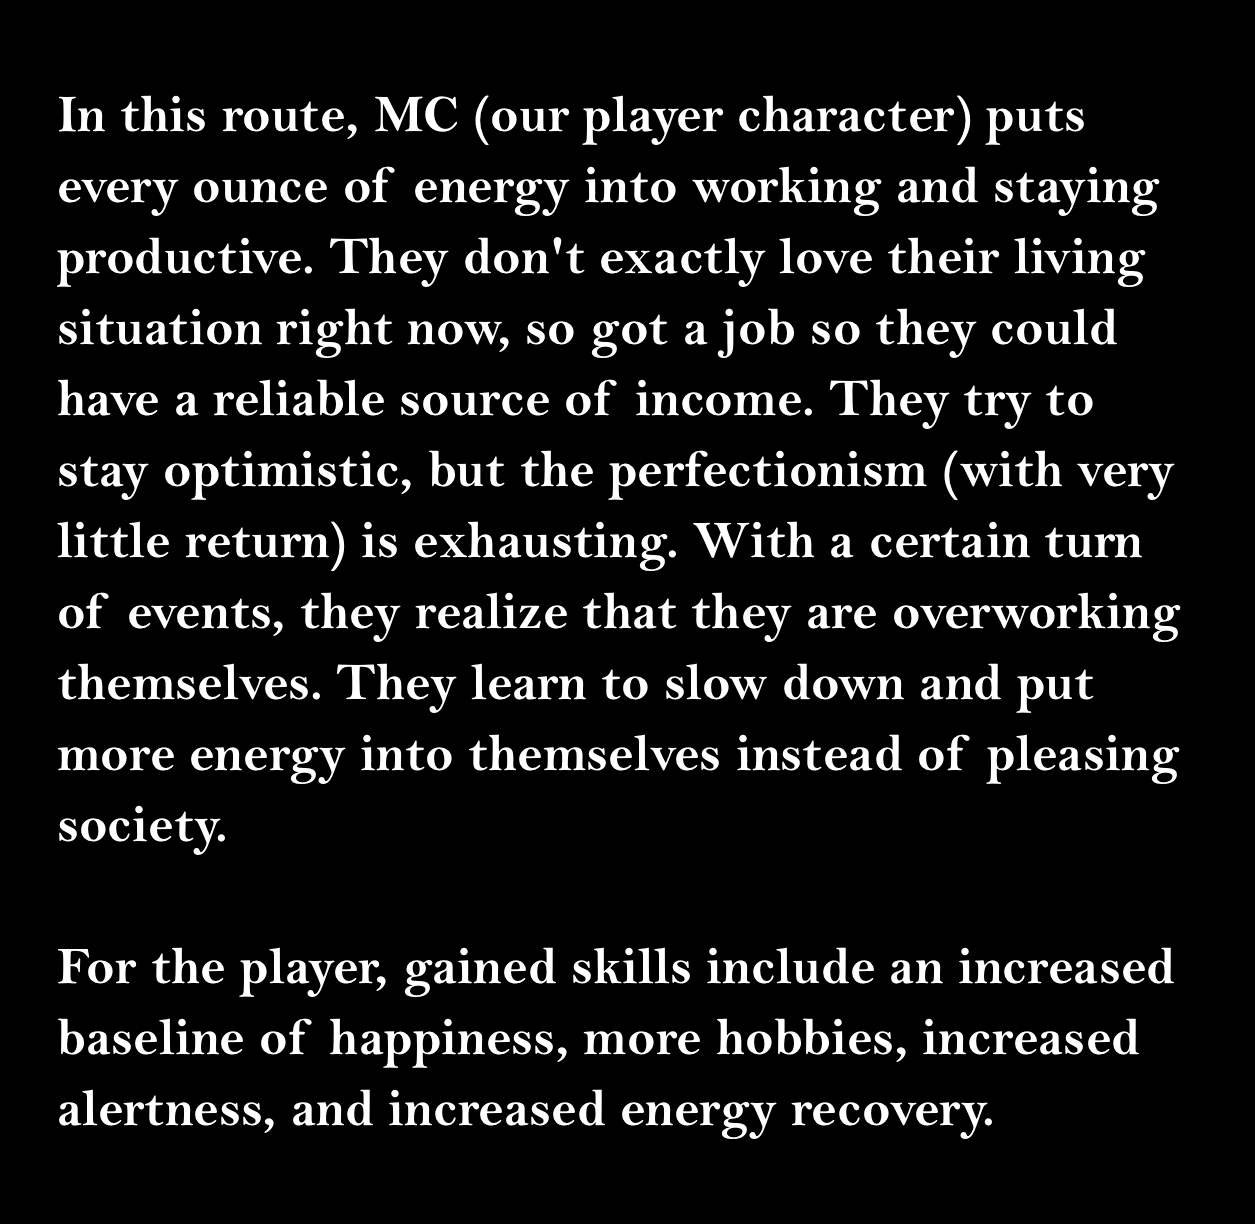 In this route, MC (our player character) puts
every ounce of energy into working and staying
productive. They don't exactly love their living
situation right now, so got a job so they could
have a reliable source of income. They try to
stay optimistic, but the perfectionism (with very
little return) is exhausting. With a certain turn
of events, they realize that they are overworking
themselves. They learn to slow down and put
more energy into themselves instead of pleasing
society.
For the player, gained skills include an increased
baseline of happiness, more hobbies, increased
alertness, and increased energy recovery.